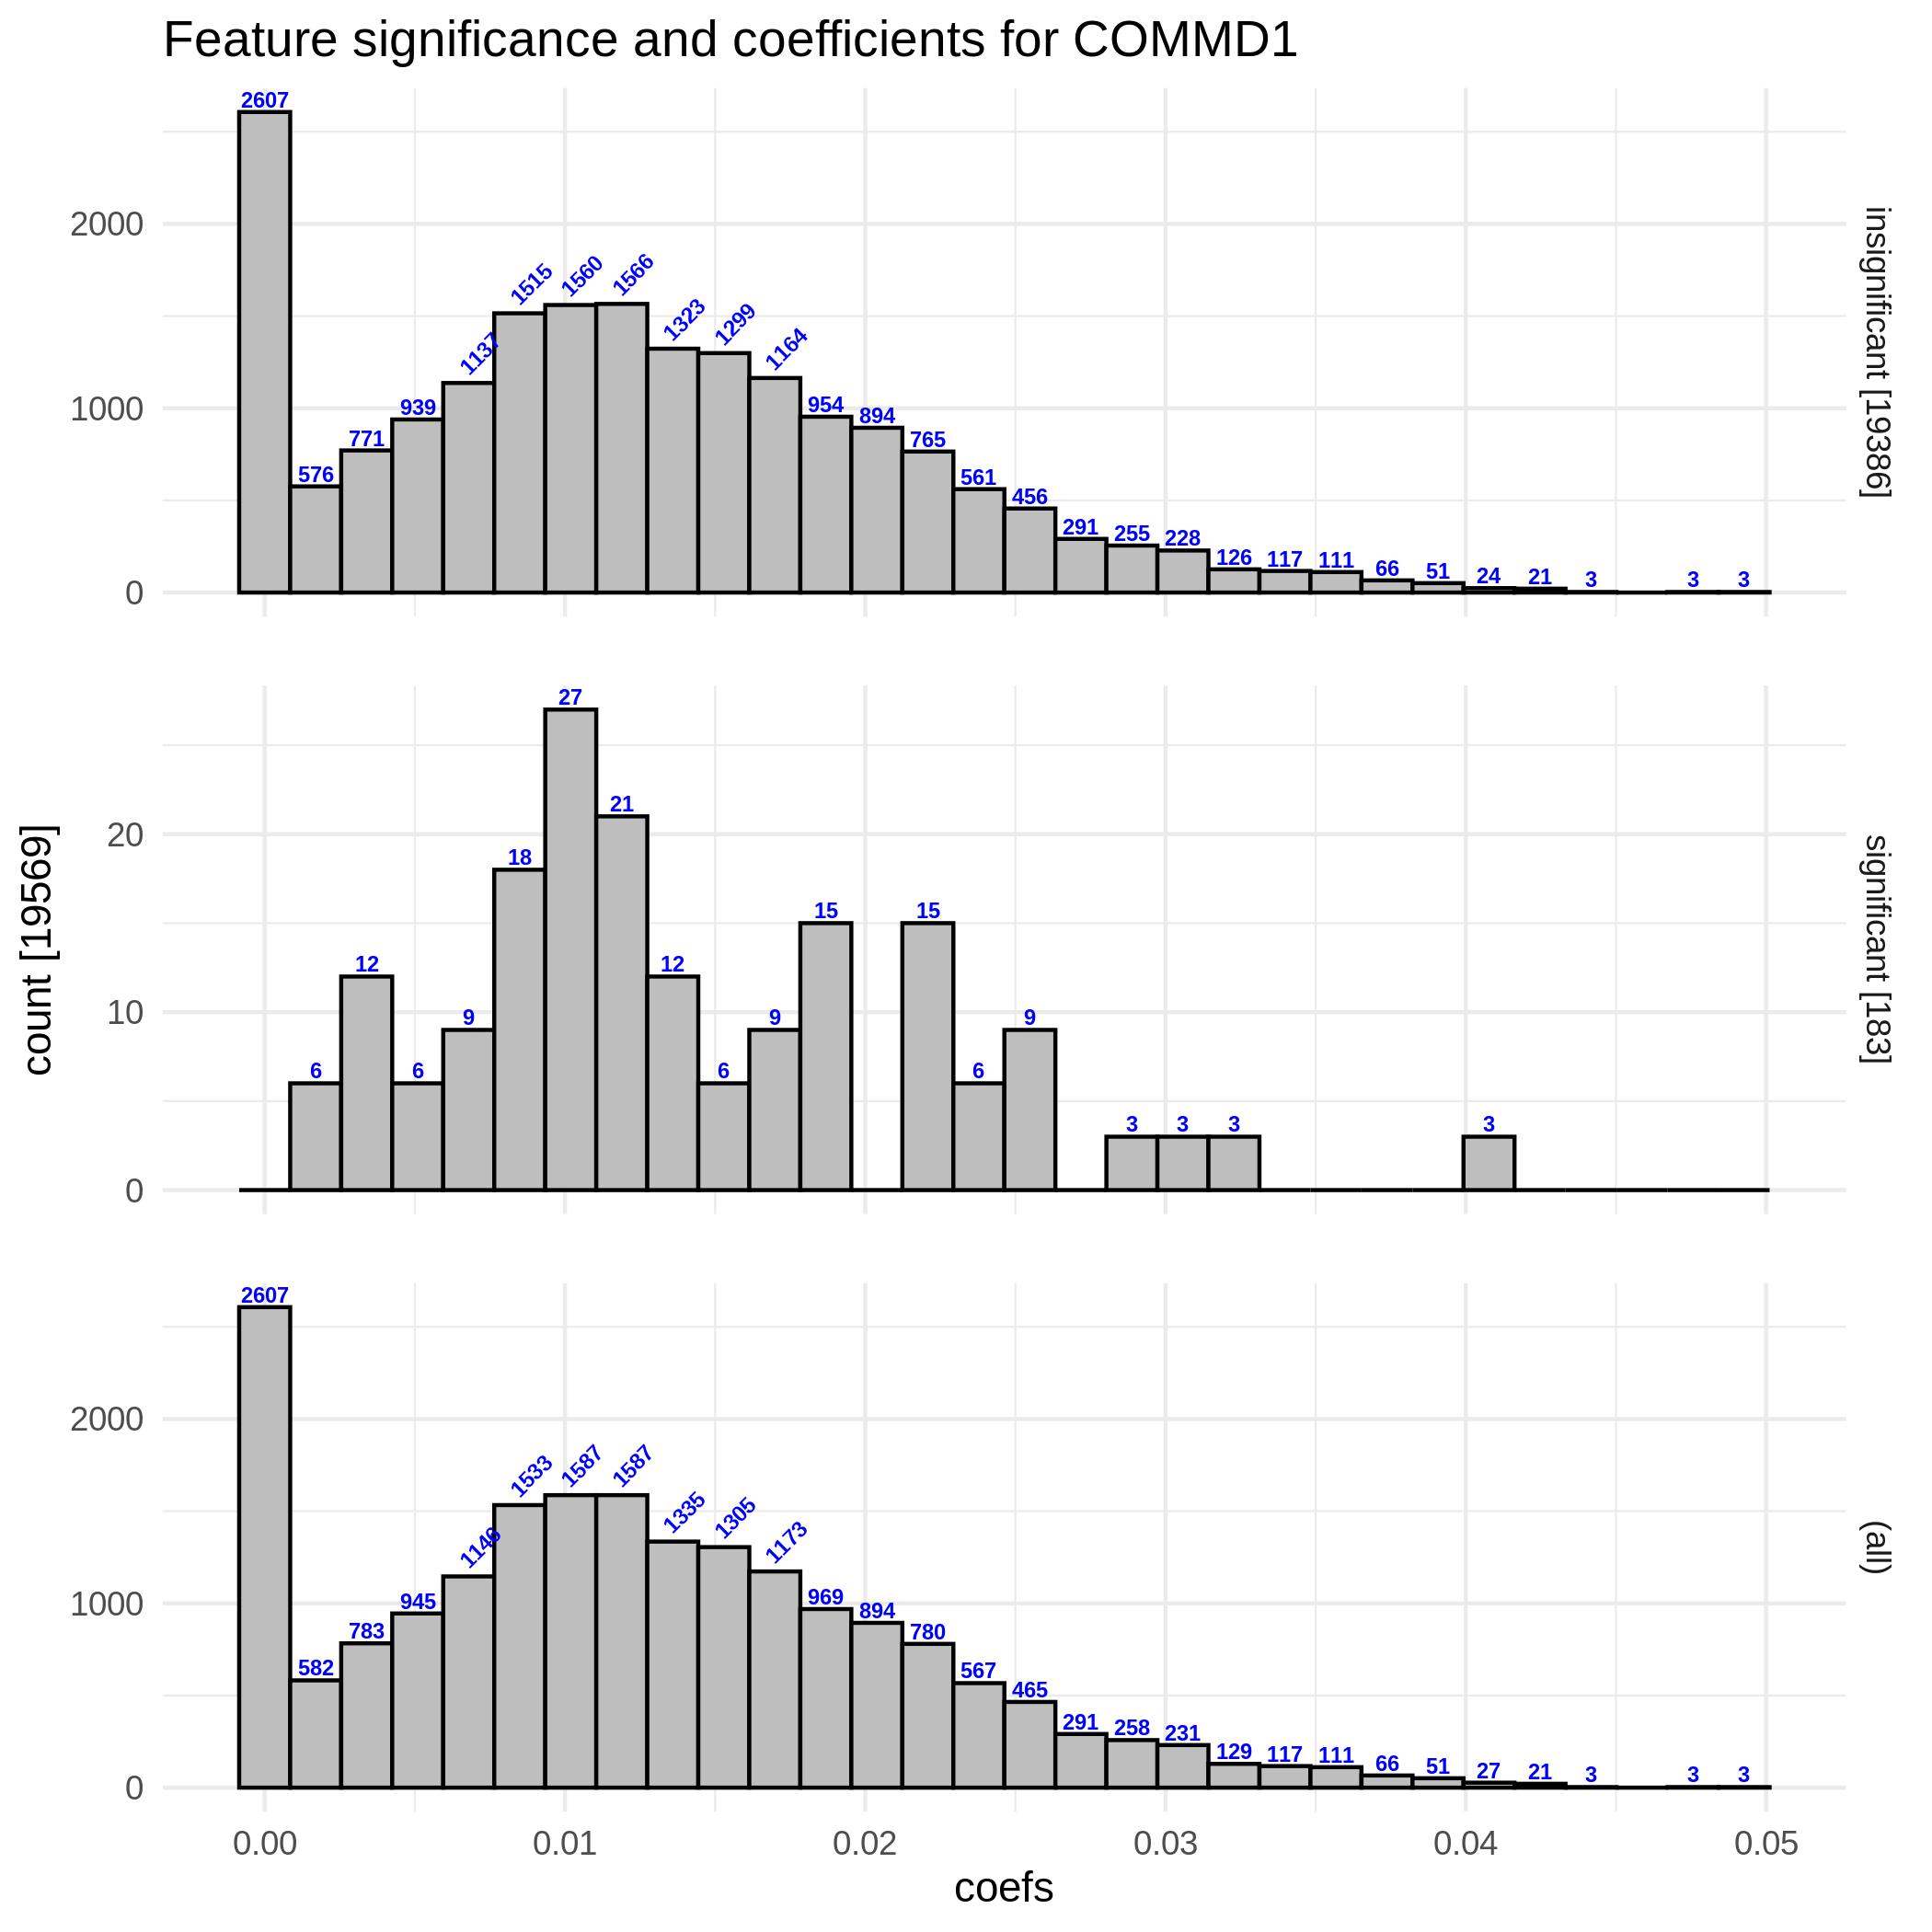 Feature significance and coefficients for COMMD1
count [19569]
insignificant [19386]
2000
1000
0
2607 576 771 939 1137 1515 1560 1566 1323 1299 1164 954 894 765 561 456 291 255 228 126 117 111 66 51 24 21 3 3 3
significant [183]
20
10
0
6 12 6 9 18 27 21 12 6 9 15 15 6 9 3 3 3 3
(all)
2000
1000
0
2607 582 783 945 1146 1533 1587 1587 1335 1305 1173 969 894 780 567 465 291 258 231 129 117 111 66 51 27 21 3 3 3
0.00 0.01 0.02 0.03 0.04 0.05
coefs